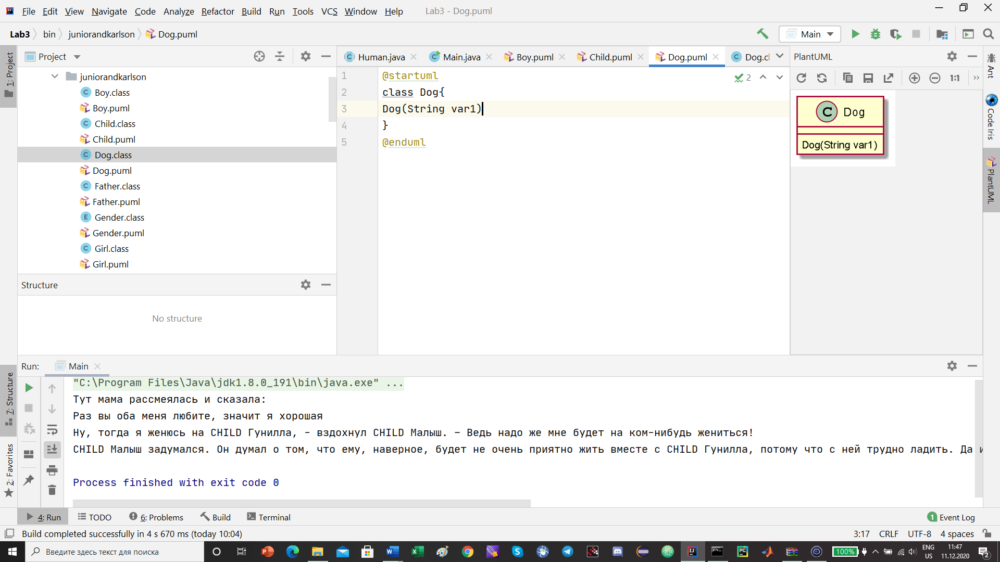 File Edit View Navigate Code Analyze Refactor Build Run Tools VCS Window Help Lab3 - Dog.puml
Lab3 bin juniorandkarlson Dog.puml
Main
1: Project
Project
juniorandkarlson
Boy.class
Boy.puml
Child.class
Child.puml
Dog.class
Dog.puml
Father.class
Father.puml
Gender.class
Gender.puml
Girl.class
Girl.puml
Structure
No structure
Human.java Main.java Boy.puml Child.puml Dog.puml Dog.cl
1 @startuml
2 class Dog{
3 Dog(String var1)
4 }
5 @enduml
2
PlantUML
1:1
C Dog
Dog(String var1)
Ant
Code Iris
PlantUML
7: Structure
2: Favorites
Run: Main
"C:\Program Files\Java\jdk1.8.0_191\bin\java.exe" ...
Тут мама рассмеялась и сказала:
Раз вы оба меня любите, значит я хорошая
Ну, тогда я женюсь на CHILD Гунилла, - вздохнул CHILD Малыш. - Ведь надо же мне будет на ком-нибудь жениться!
CHILD Малыш задумался. Он думал о том, что ему, наверное, будет не очень приятно жить вместе с CHILD Гунилла, потому что с ней трудно ладить. Да и
Process finished with exit code 0
4: Run TODO 6: Problems Build Terminal 1 Event Log
Build completed successfully in 4 s 670 ms (today 10:04) 3:17 CRLF UTF-8 4 spaces
Введите здесь текст для поиска
100%
ENG
US
11:47
11.12.2020
2